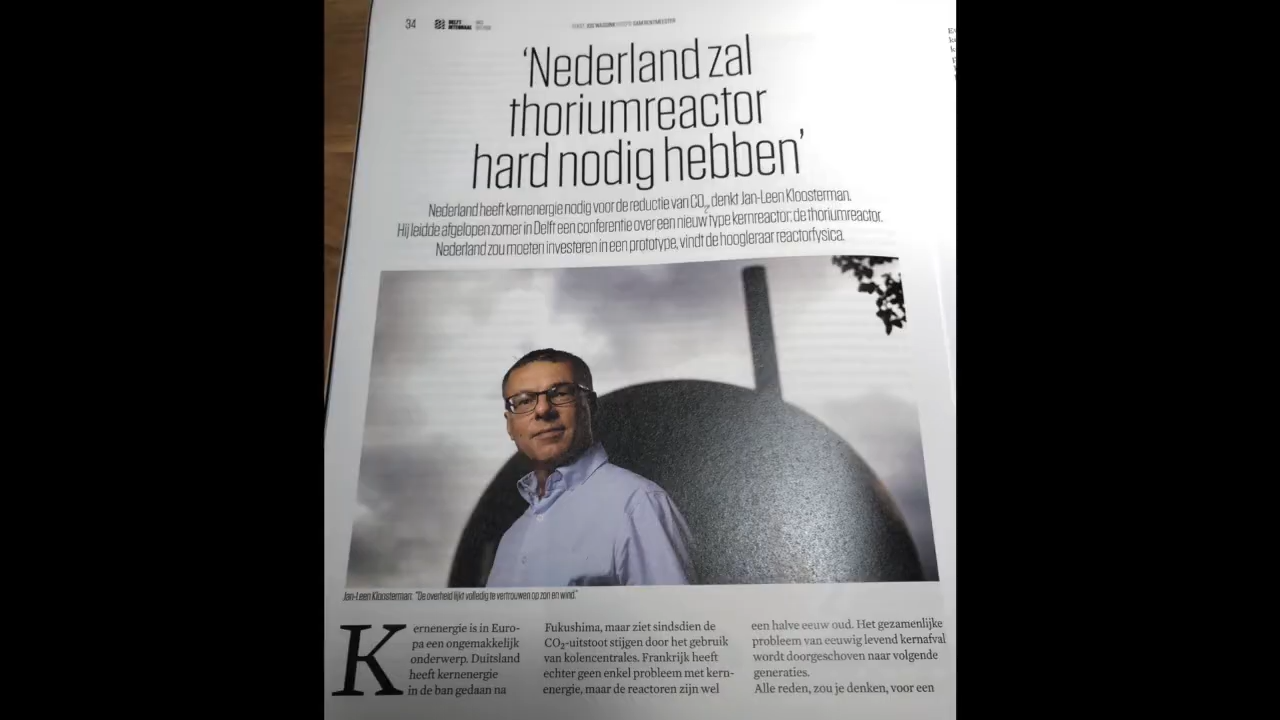 34 DELFT INTERNAAL
'Nederland zal
thoriumreactor
hard nodig hebben'
Nederland heeft kernenergie nodig voor de reductie van CO₂, denkt Jan-Leen Kloosterman.
Hij leidde afgelopen zomer in Delft een conferentie over een nieuw type kernreactor: de thoriumreactor.
Nederland zou moeten investeren in een prototype, vindt de hoogleraar reactorfysica.
Jan-Leen Kloosterman: "De overheid lijkt volledig te vertrouwen op zon en wind."
Kernenergie is in Euro-
pa een ongemakkelijk
onderwerp. Duitsland
heeft kernenergie
in de ban gedaan na
Fukushima, maar ziet sindsdien de
CO₂-uitstoot stijgen door het gebruik
van kolencentrales. Frankrijk heeft
echter geen enkel probleem met kern-
energie, maar de reactoren zijn wel
een halve eeuw oud. Het gezamenlijke
probleem van eeuwig levend kernafval
wordt doorgeschoven naar volgende
generaties.
Alle reden, zou je denken, voor een